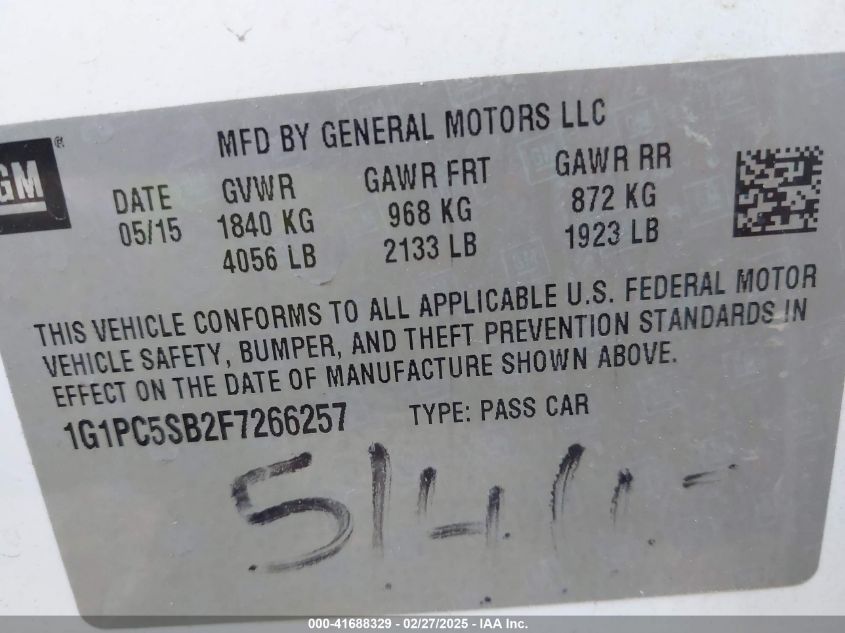 MFD BY GENERAL MOTORS LLC
GM®
DATE GVWR GAWR FRT GAWR RR
05/15 1840 KG 968 KG 872 KG
4056 LB 2133 LB 1923 LB
THIS VEHICLE CONFORMS TO ALL APPLICABLE U.S. FEDERAL MOTOR
VEHICLE SAFETY, BUMPER, AND THEFT PREVENTION STANDARDS IN
EFFECT ON THE DATE OF MANUFACTURE SHOWN ABOVE.
1G1PC5SB2F7266257 TYPE: PASS CAR
000-41688329 - 02/27/2025 - IAA Inc.